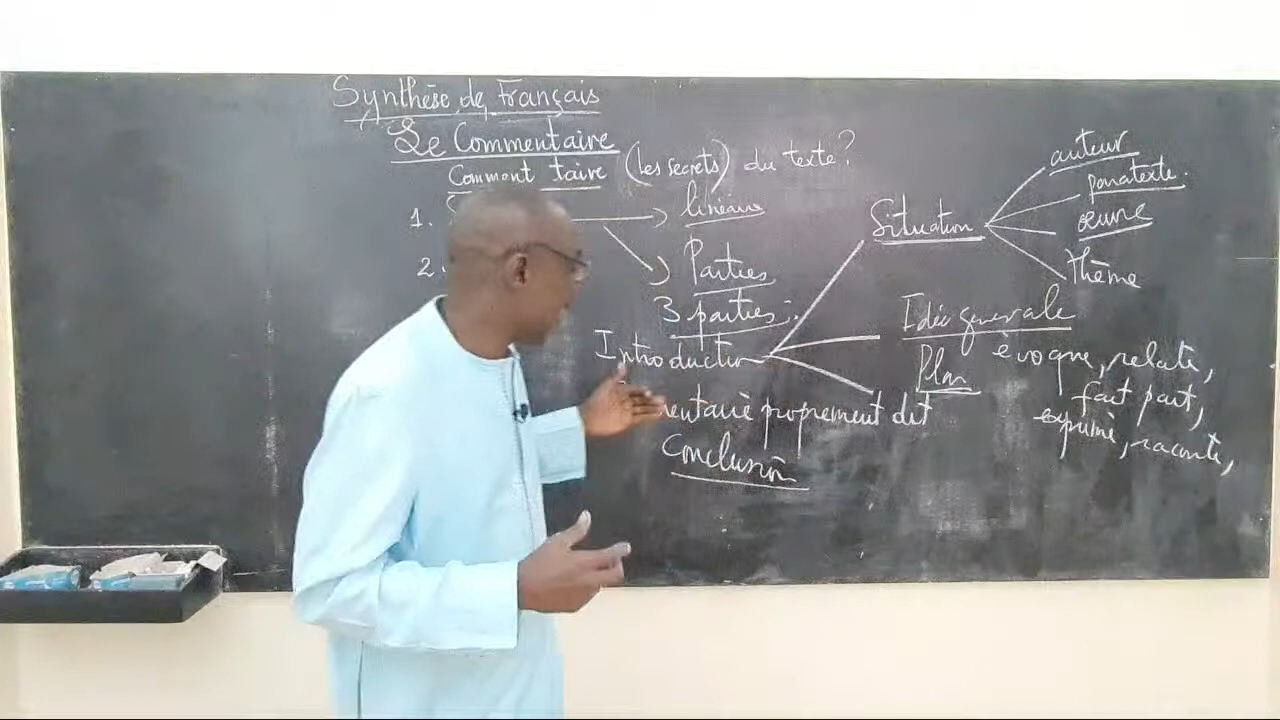 Synthèse de Français
Le Commentaire
Comment taire (les secrets) du texte?
1. linéaire
2. Parties
3 parties:
Introduction
Situation
auteur
paratexte.
œuvre
thème
Idée générale
évoque, relate,
fait part,
exprime, raconte,
Plan
mentaire proprement dit
Conclusion